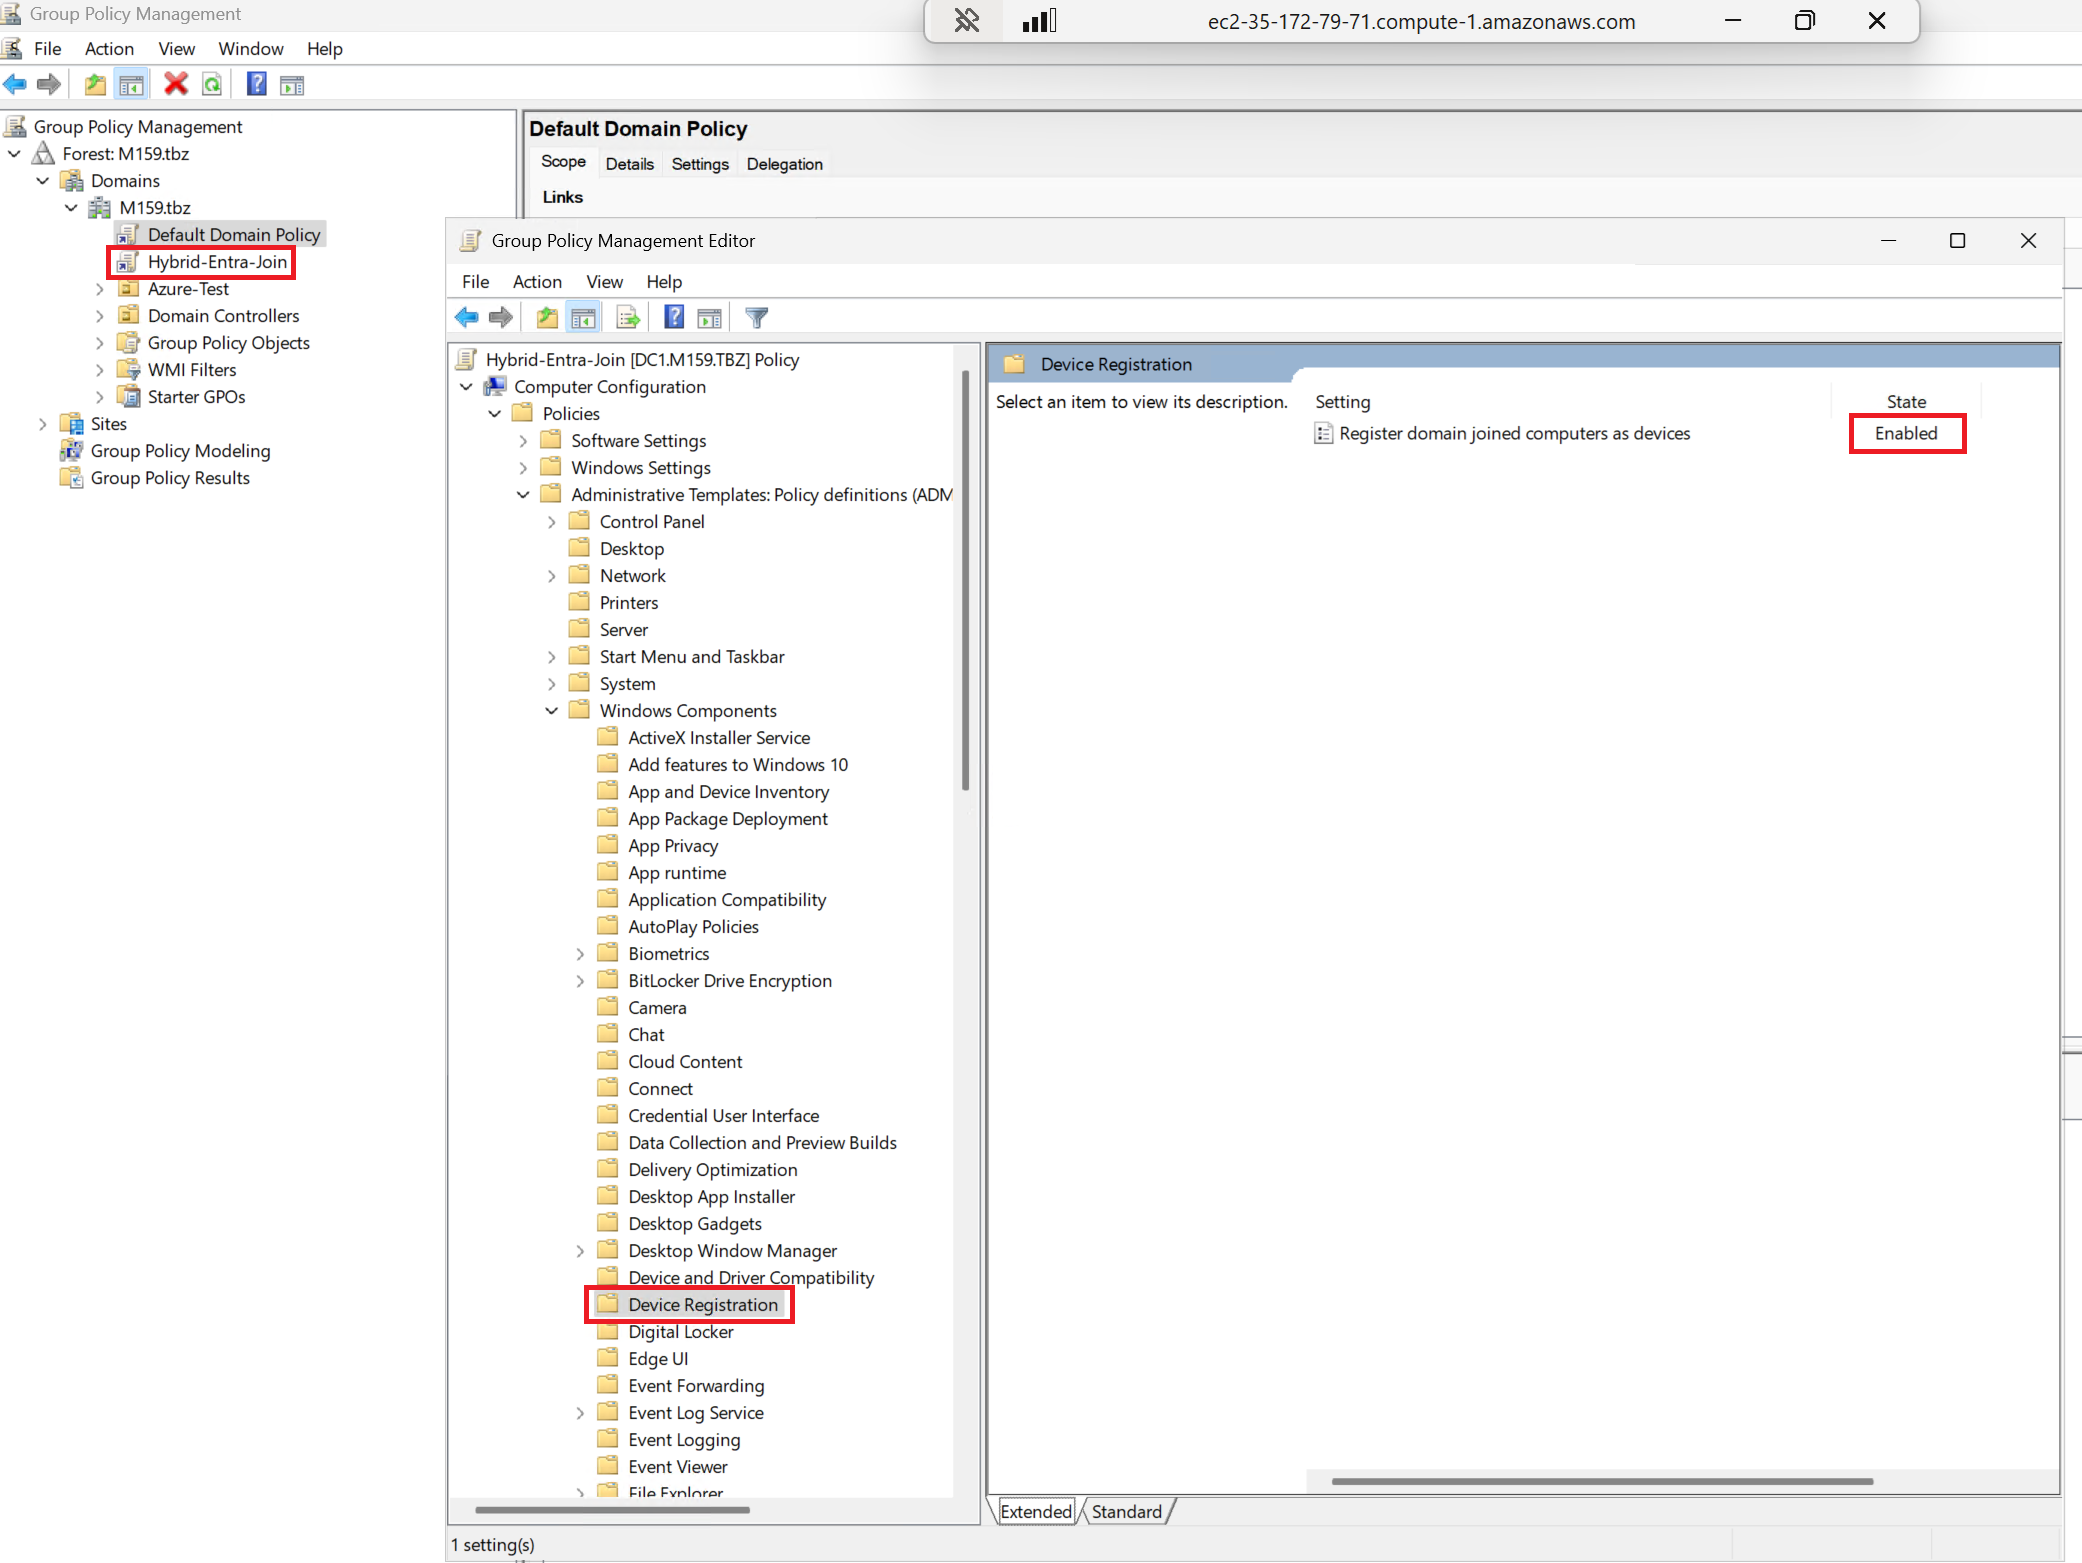 Group Policy Management
ec2-35-172-79-71.compute-1.amazonaws.com
File Action View Window Help
Group Policy Management
Forest: M159.tbz
Domains
M159.tbz
Default Domain Policy
Hybrid-Entra-Join
Azure-Test
Domain Controllers
Group Policy Objects
WMI Filters
Starter GPOs
Sites
Group Policy Modeling
Group Policy Results
Default Domain Policy
Scope Details Settings Delegation
Links
Group Policy Management Editor
File Action View Help
Hybrid-Entra-Join [DC1.M159.TBZ] Policy
Computer Configuration
Policies
Software Settings
Windows Settings
Administrative Templates: Policy definitions (ADM
Control Panel
Desktop
Network
Printers
Server
Start Menu and Taskbar
System
Windows Components
ActiveX Installer Service
Add features to Windows 10
App and Device Inventory
App Package Deployment
App Privacy
App runtime
Application Compatibility
AutoPlay Policies
Biometrics
BitLocker Drive Encryption
Camera
Chat
Cloud Content
Connect
Credential User Interface
Data Collection and Preview Builds
Delivery Optimization
Desktop App Installer
Desktop Gadgets
Desktop Window Manager
Device and Driver Compatibility
Device Registration
Digital Locker
Edge UI
Event Forwarding
Event Log Service
Event Logging
Event Viewer
File Explorer
Device Registration
Select an item to view its description.
Setting State
Register domain joined computers as devices Enabled
Extended Standard
1 setting(s)